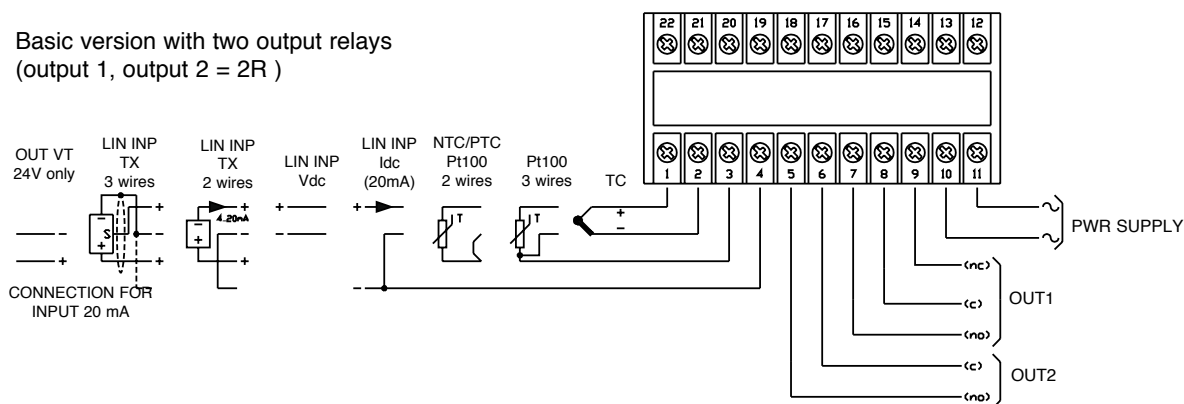 Basic version with two output relays
(output 1, output 2 = 2R )
22 21 20 19 18 17 16 15 14 13 12
1 2 3 4 5 6 7 8 9 10 11
OUT VT
24V only
LIN INP
TX
3 wires
LIN INP
TX
2 wires
LIN INP
Vdc
LIN INP
Idc
(20mA)
NTC/PTC
Pt100
2 wires
Pt100
3 wires
TC
− +
− S + + − + −
− + 4..20mA + − + −
+ −
+ − −
T
T
+ −
CONNECTION FOR
INPUT 20 mA
PWR SUPPLY
(nc)
(c)
(no)
OUT1
(c)
(no)
OUT2